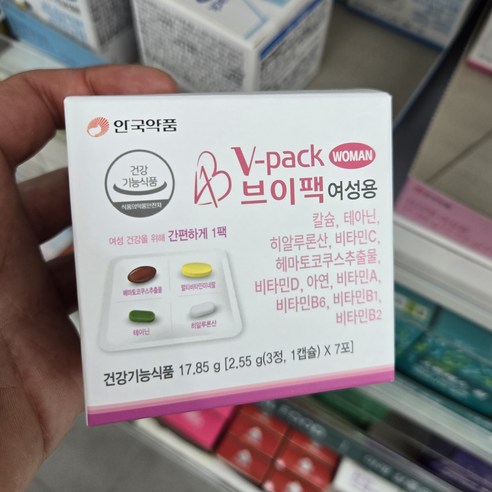 안국약품
건강
기능식품
식품의약품안전처
AB
V-pack WOMAN
브이팩 여성용
칼슘, 테아닌,
히알루론산, 비타민C,
헤마토코쿠스추출물,
비타민D, 아연, 비타민A,
비타민B6, 비타민B1,
비타민B2
여성 건강을 위해 간편하게 1팩
헤마토코쿠스추출물
멀티비타민미네랄
테아닌
히알루론산
건강기능식품 17.85 g [2.55 g(3정, 1캡슐) X 7포]